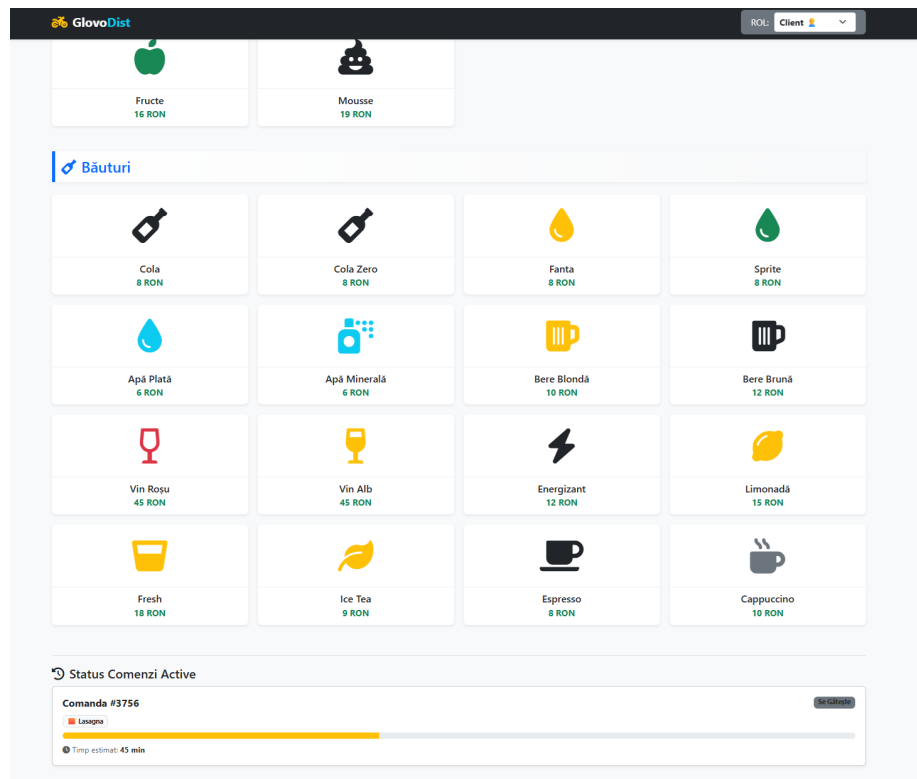 GlovoDist
ROL: Client
Fructe
16 RON
Mousse
19 RON
Băuturi
Cola
8 RON
Cola Zero
8 RON
Fanta
8 RON
Sprite
8 RON
Apă Plată
6 RON
Apă Minerală
6 RON
Bere Blondă
10 RON
Bere Brună
12 RON
Vin Roșu
45 RON
Vin Alb
45 RON
Energizant
12 RON
Limonadă
15 RON
Fresh
18 RON
Ice Tea
9 RON
Espresso
8 RON
Cappuccino
10 RON
Status Comenzi Active
Comanda #3756
Se Gătește
Lasagna
Timp estimat: 45 min